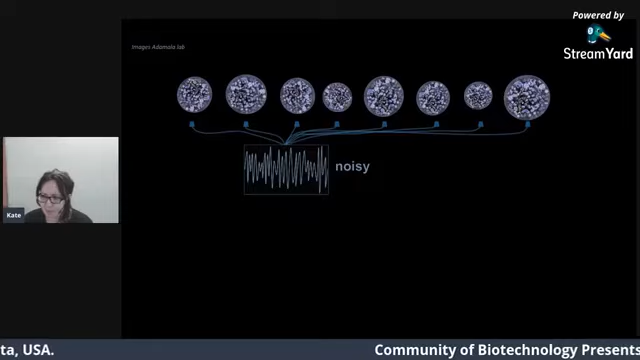 Powered by
StreamYard
Images Adamala lab
noisy
Kate
ta, USA.
Community of Biotechnology Presents